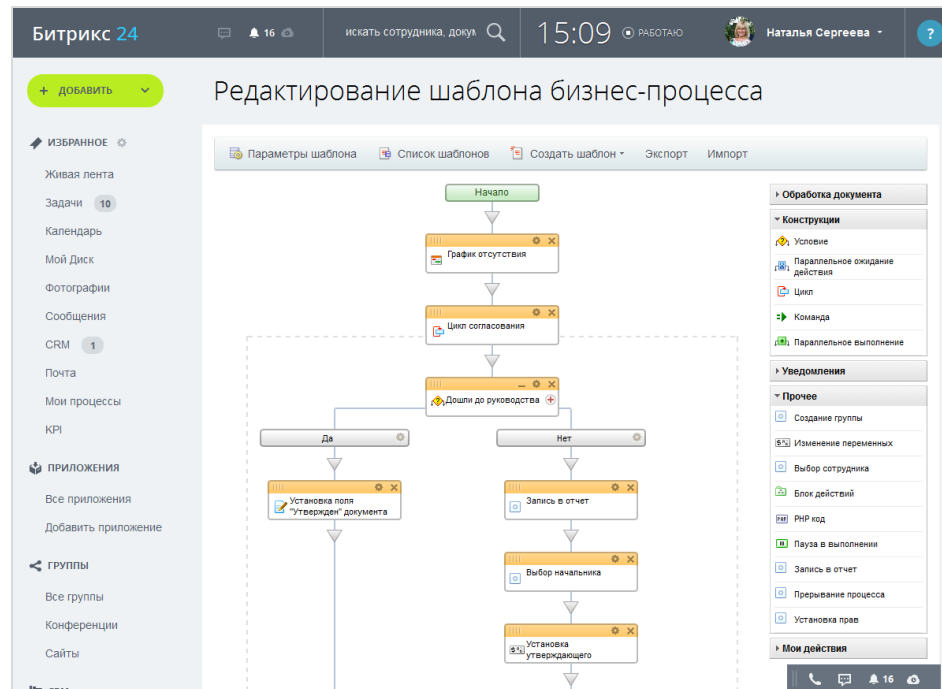 Битрикс 24
16
искать сотрудника, докум
15:09
РАБОТАЮ
Наталья Сергеева
?
+ ДОБАВИТЬ
Редактирование шаблона бизнес-процесса
ИЗБРАННОЕ
Живая лента
Задачи 10
Календарь
Мой Диск
Фотографии
Сообщения
CRM 1
Почта
Мои процессы
KPI
ПРИЛОЖЕНИЯ
Все приложения
Добавить приложение
ГРУППЫ
Все группы
Конференции
Сайты
Параметры шаблона
Список шаблонов
Создать шаблон
Экспорт
Импорт
Начало
График отсутствия
Цикл согласования
Дошли до руководства
Да
Нет
Установка поля
"Утвержден" документа
Запись в отчет
Выбор начальника
Установка
утверждающего
Обработка документа
Конструкции
Условие
Параллельное ожидание
действия
Цикл
Команда
Параллельное выполнение
Уведомления
Прочее
Создание группы
Изменение переменных
Выбор сотрудника
Блок действий
PHP код
Пауза в выполнении
Запись в отчет
Прерывание процесса
Установка прав
Мои действия
16